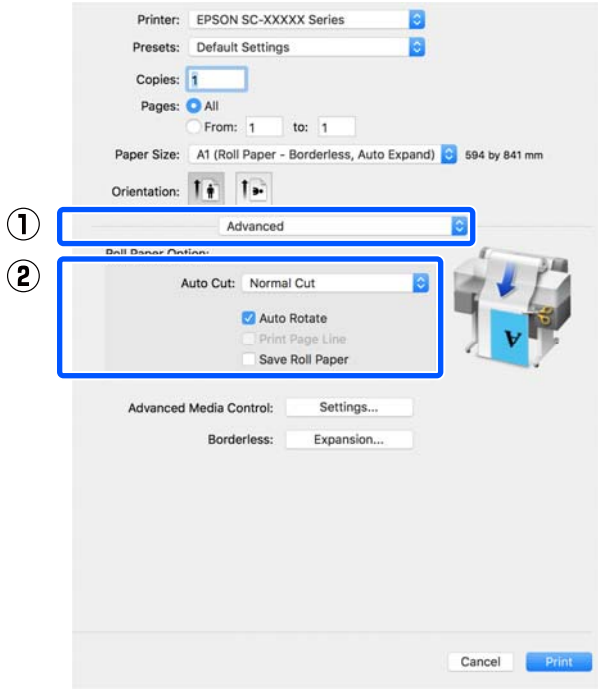 Printer: EPSON SC-XXXXX Series
Presets: Default Settings
Copies: 1
Pages: All
From: 1 to: 1
Paper Size: A1 (Roll Paper - Borderless, Auto Expand) 594 by 841 mm
Orientation:
① Advanced
Roll Paper Option:
②
Auto Cut: Normal Cut
Auto Rotate
Print Page Line
Save Roll Paper
A
Advanced Media Control: Settings...
Borderless: Expansion...
Cancel Print